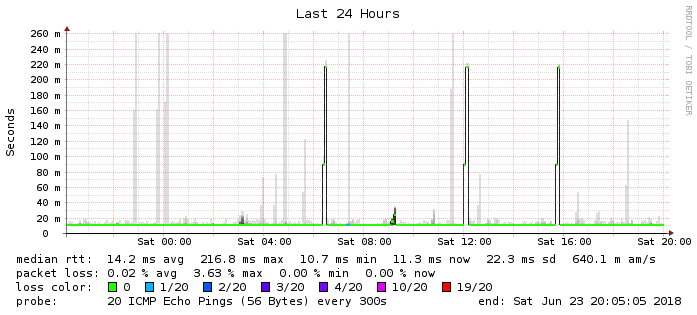 Last 24 Hours
RRDTOOL / TOBI OETIKER
Seconds
260 m
240 m
220 m
200 m
180 m
160 m
140 m
120 m
100 m
80 m
60 m
40 m
20 m
0
Sat 00:00 Sat 04:00 Sat 08:00 Sat 12:00 Sat 16:00 Sat 20:00
median rtt: 14.2 ms avg 216.8 ms max 10.7 ms min 11.3 ms now 22.3 ms sd 640.1 m am/s
packet loss: 0.02 % avg 3.63 % max 0.00 % min 0.00 % now
loss color: 0 1/20 2/20 3/20 4/20 10/20 19/20
probe: 20 ICMP Echo Pings (56 Bytes) every 300s end: Sat Jun 23 20:05:05 2018